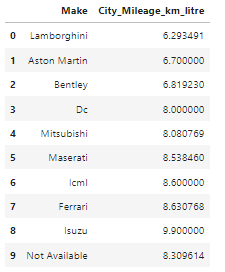 Make City_Mileage_km_litre
0 Lamborghini 6.293491
1 Aston Martin 6.700000
2 Bentley 6.819230
3 Dc 8.000000
4 Mitsubishi 8.080769
5 Maserati 8.538460
6 Icml 8.600000
7 Ferrari 8.630768
8 Isuzu 9.900000
9 Not Available 8.309614